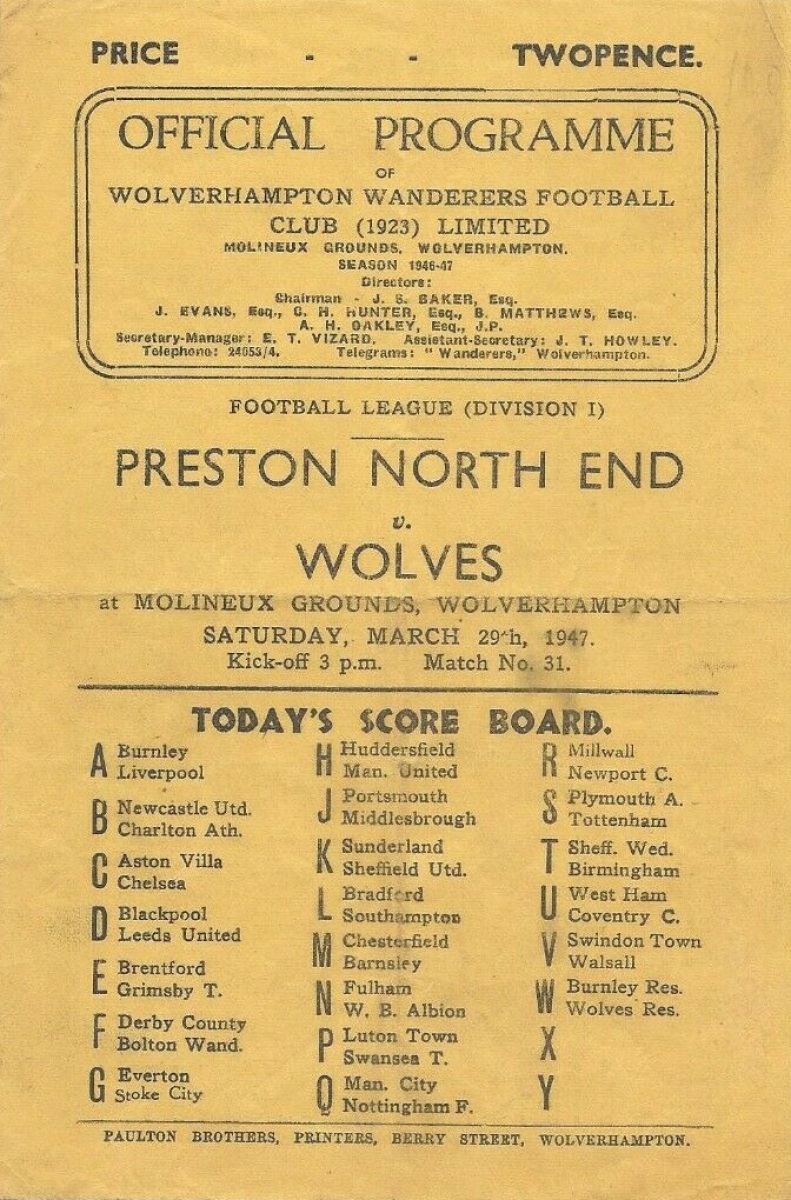 PRICE - - TWOPENCE.
OFFICIAL PROGRAMME
OF
WOLVERHAMPTON WANDERERS FOOTBALL
CLUB (1923) LIMITED
MOLINEUX GROUNDS, WOLVERHAMPTON.
SEASON 1946-47
Directors:
Chairman - J. S. BAKER, Esq.
J. EVANS, Esq., C. H. HUNTER, Esq., B. MATTHEWS, Esq.
A. H. OAKLEY, Esq., J.P.
Secretary-Manager: E. T. VIZARD. Assistant-Secretary: J. T. HOWLEY.
Telephone: 24053/4. Telegrams: "Wanderers," Wolverhampton.
FOOTBALL LEAGUE (DIVISION I)
PRESTON NORTH END
v.
WOLVES
at MOLINEUX GROUNDS, WOLVERHAMPTON
SATURDAY, MARCH 29th, 1947.
Kick-off 3 p.m. Match No. 31.
TODAY'S SCORE BOARD.
A Burnley
Liverpool
B Newcastle Utd.
Charlton Ath.
C Aston Villa
Chelsea
D Blackpool
Leeds United
E Brentford
Grimsby T.
F Derby County
Bolton Wand.
G Everton
Stoke City
H Huddersfield
Man. United
J Portsmouth
Middlesbrough
K Sunderland
Sheffield Utd.
L Bradford
Southampton
M Chesterfield
Barnsley
N Fulham
W. B. Albion
P Luton Town
Swansea T.
Q Man. City
Nottingham F.
R Millwall
Newport C.
S Plymouth A.
Tottenham
T Sheff. Wed.
Birmingham
U West Ham
Coventry C.
V Swindon Town
Walsall
W Burnley Res.
Wolves Res.
X
Y
PAULTON BROTHERS, PRINTERS, BERRY STREET, WOLVERHAMPTON.